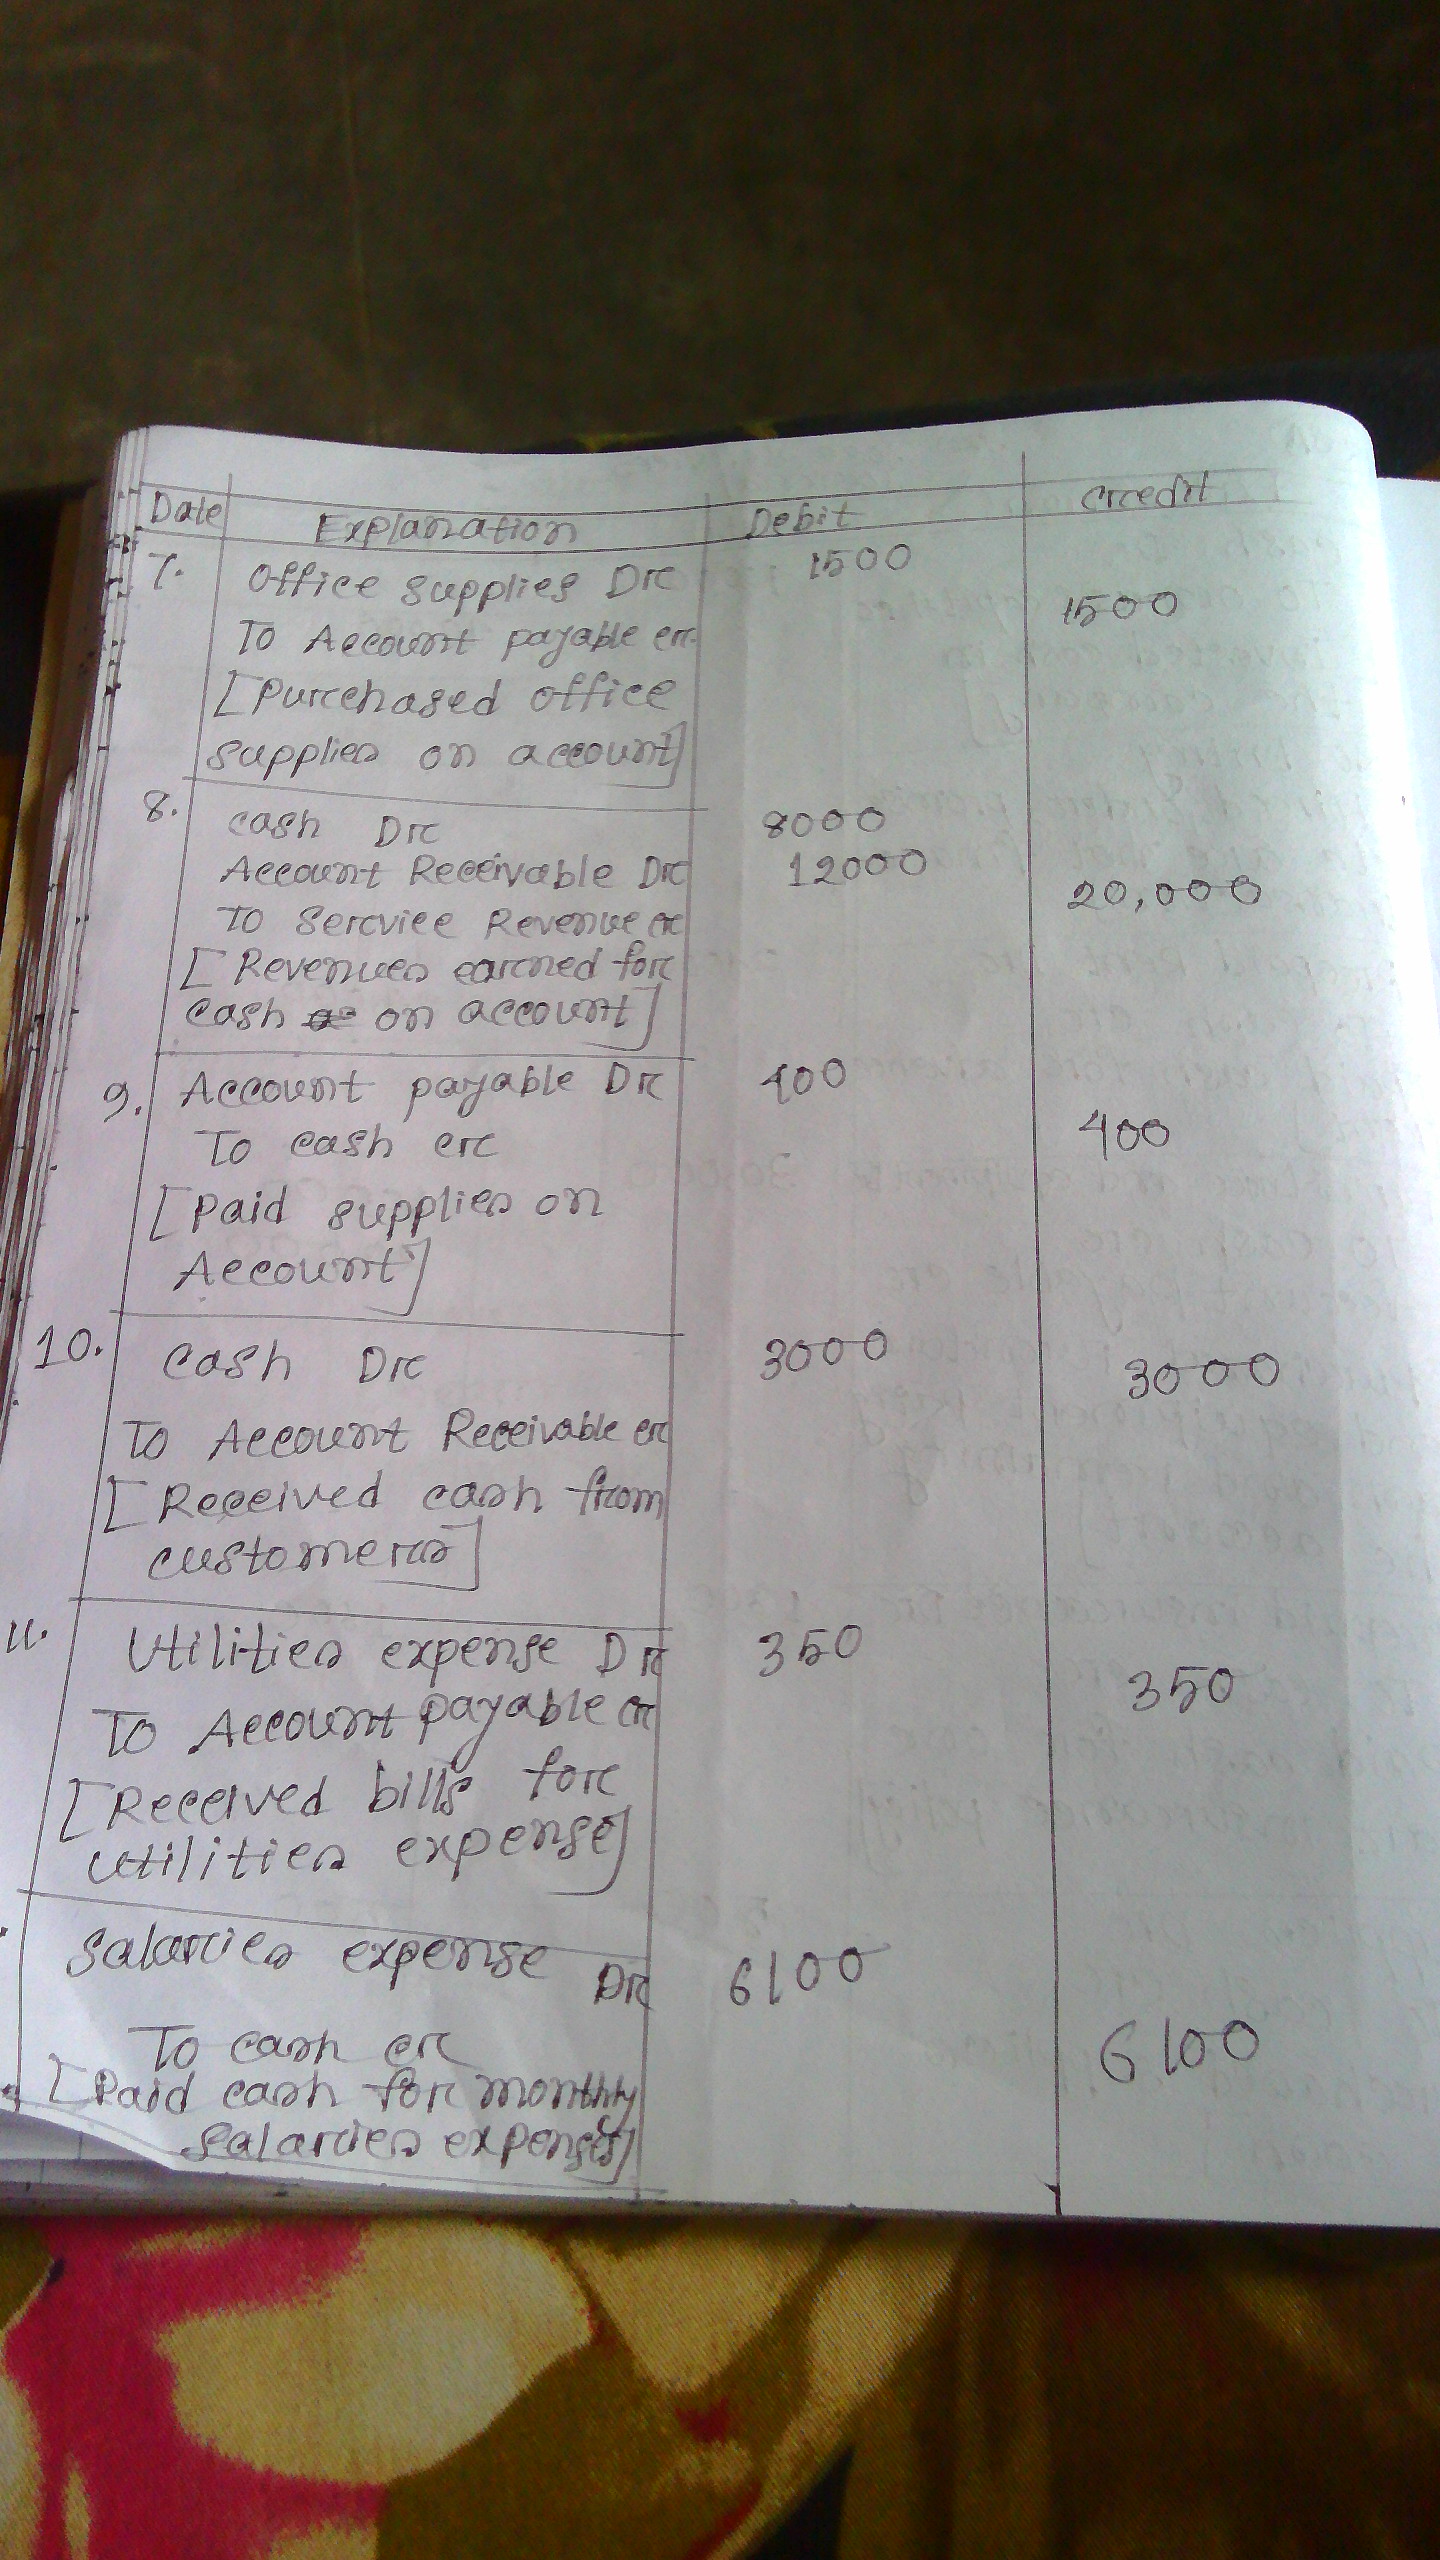 Date Explanation Debit Credit
7. Office supplies Dr 1500
To Account payable cr. 1500
[Purchased office
supplies on account]
8. cash Dr 8000
Account Receivable Dr 12000
To Service Revenue cr 20,000
[Revenues earned for
cash on account]
9. Account payable Dr 400
To cash cr 400
[Paid supplies on
Account]
10. cash Dr 3000
To Account Receivable cr 3000
[Received cash from
customers]
11. Utilities expense Dr 350
To Account payable cr 350
[Received bills for
utilities expense]
Salaries expense Dr 6100
To cash cr 6100
[Paid cash for monthly
salaries expenses]